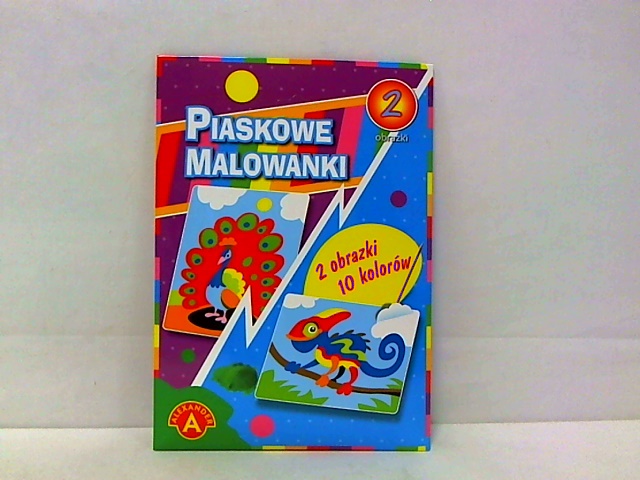 2
obrazki
PIASKOWE
MALOWANKI
2 obrazki
10 kolorów
ALEXANDER
A